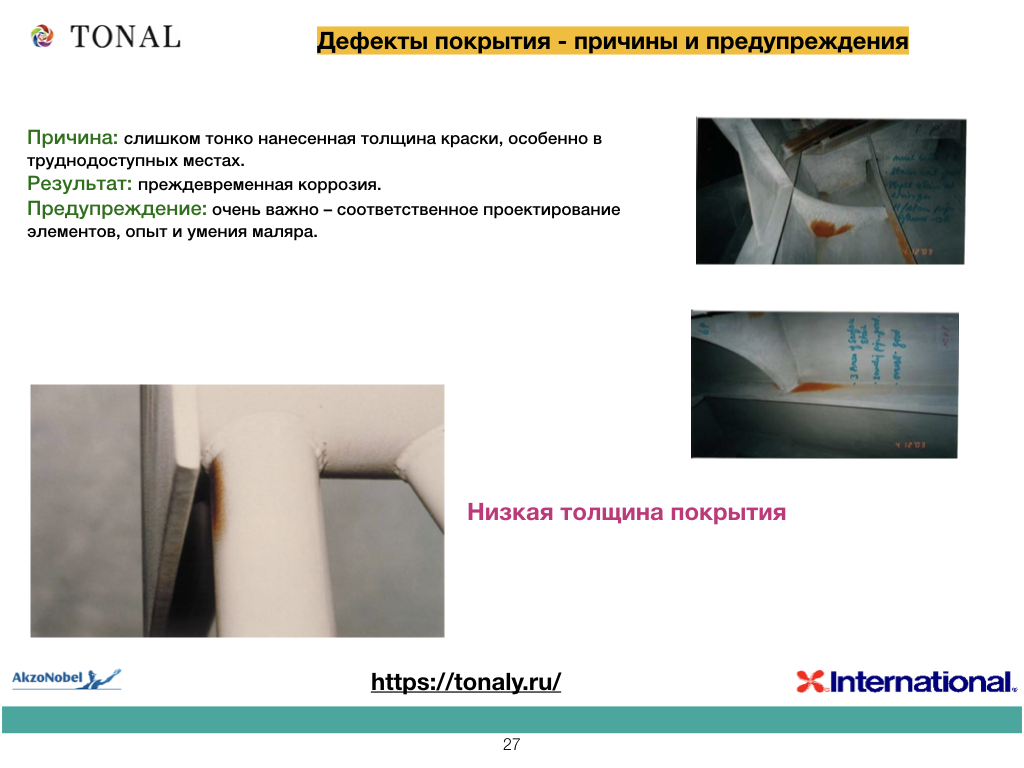 TONAL
Дефекты покрытия - причины и предупреждения
Причина: слишком тонко нанесенная толщина краски, особенно в
труднодоступных местах.
Результат: преждевременная коррозия.
Предупреждение: очень важно – соответственное проектирование
элементов, опыт и умения маляра.
Низкая толщина покрытия
AkzoNobel
https://tonaly.ru/
International
27